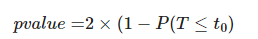 pvalue =2 × (1 − P(T ≤ t₀)